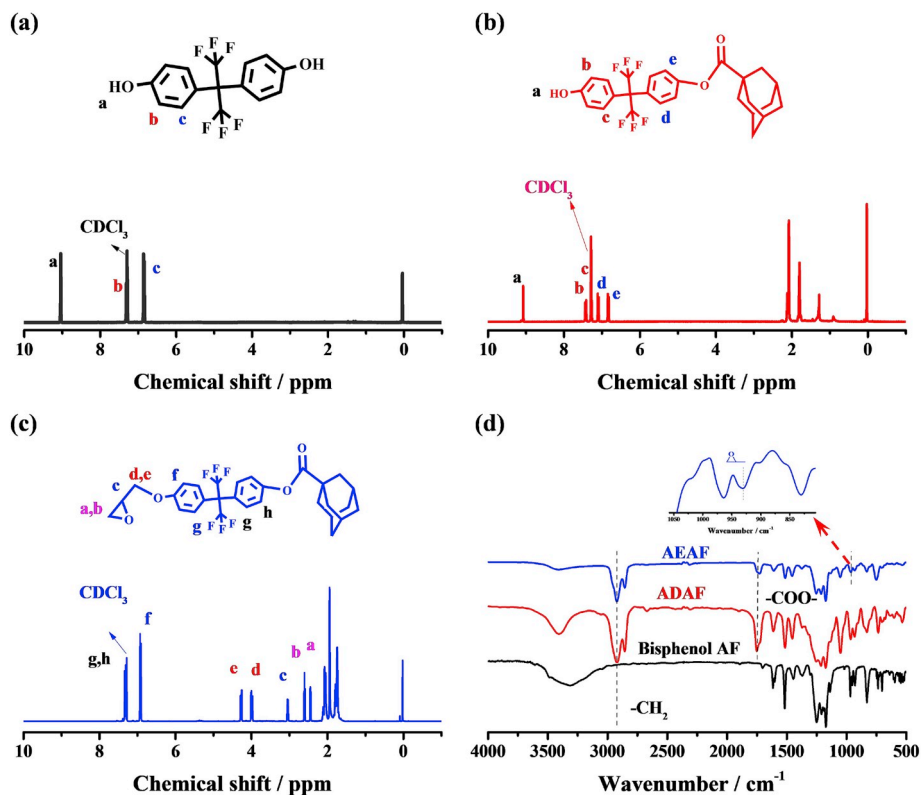 (a)
F F F
HO
OH
a
b c
F F F
CDCl3
a
b
c
10 8 6 4 2 0
Chemical shift / ppm
(b)
O
b
F F F
e
a HO
O
c
F F F
d
CDCl3
a
c
b
d
e
10 8 6 4 2 0
Chemical shift / ppm
(c)
O
c
d,e
f
F F F
a,b
O
O
O
h
g
F F F
g
CDCl3
f
g,h
e
d
c
b
a
10 8 6 4 2 0
Chemical shift / ppm
(d)
O
1050 1000 950 900 850
Wavenumber / cm-1
AEAF
-COO-
ADAF
Bisphenol AF
-CH2
4000 3500 3000 2500 2000 1500 1000 500
Wavenumber / cm-1